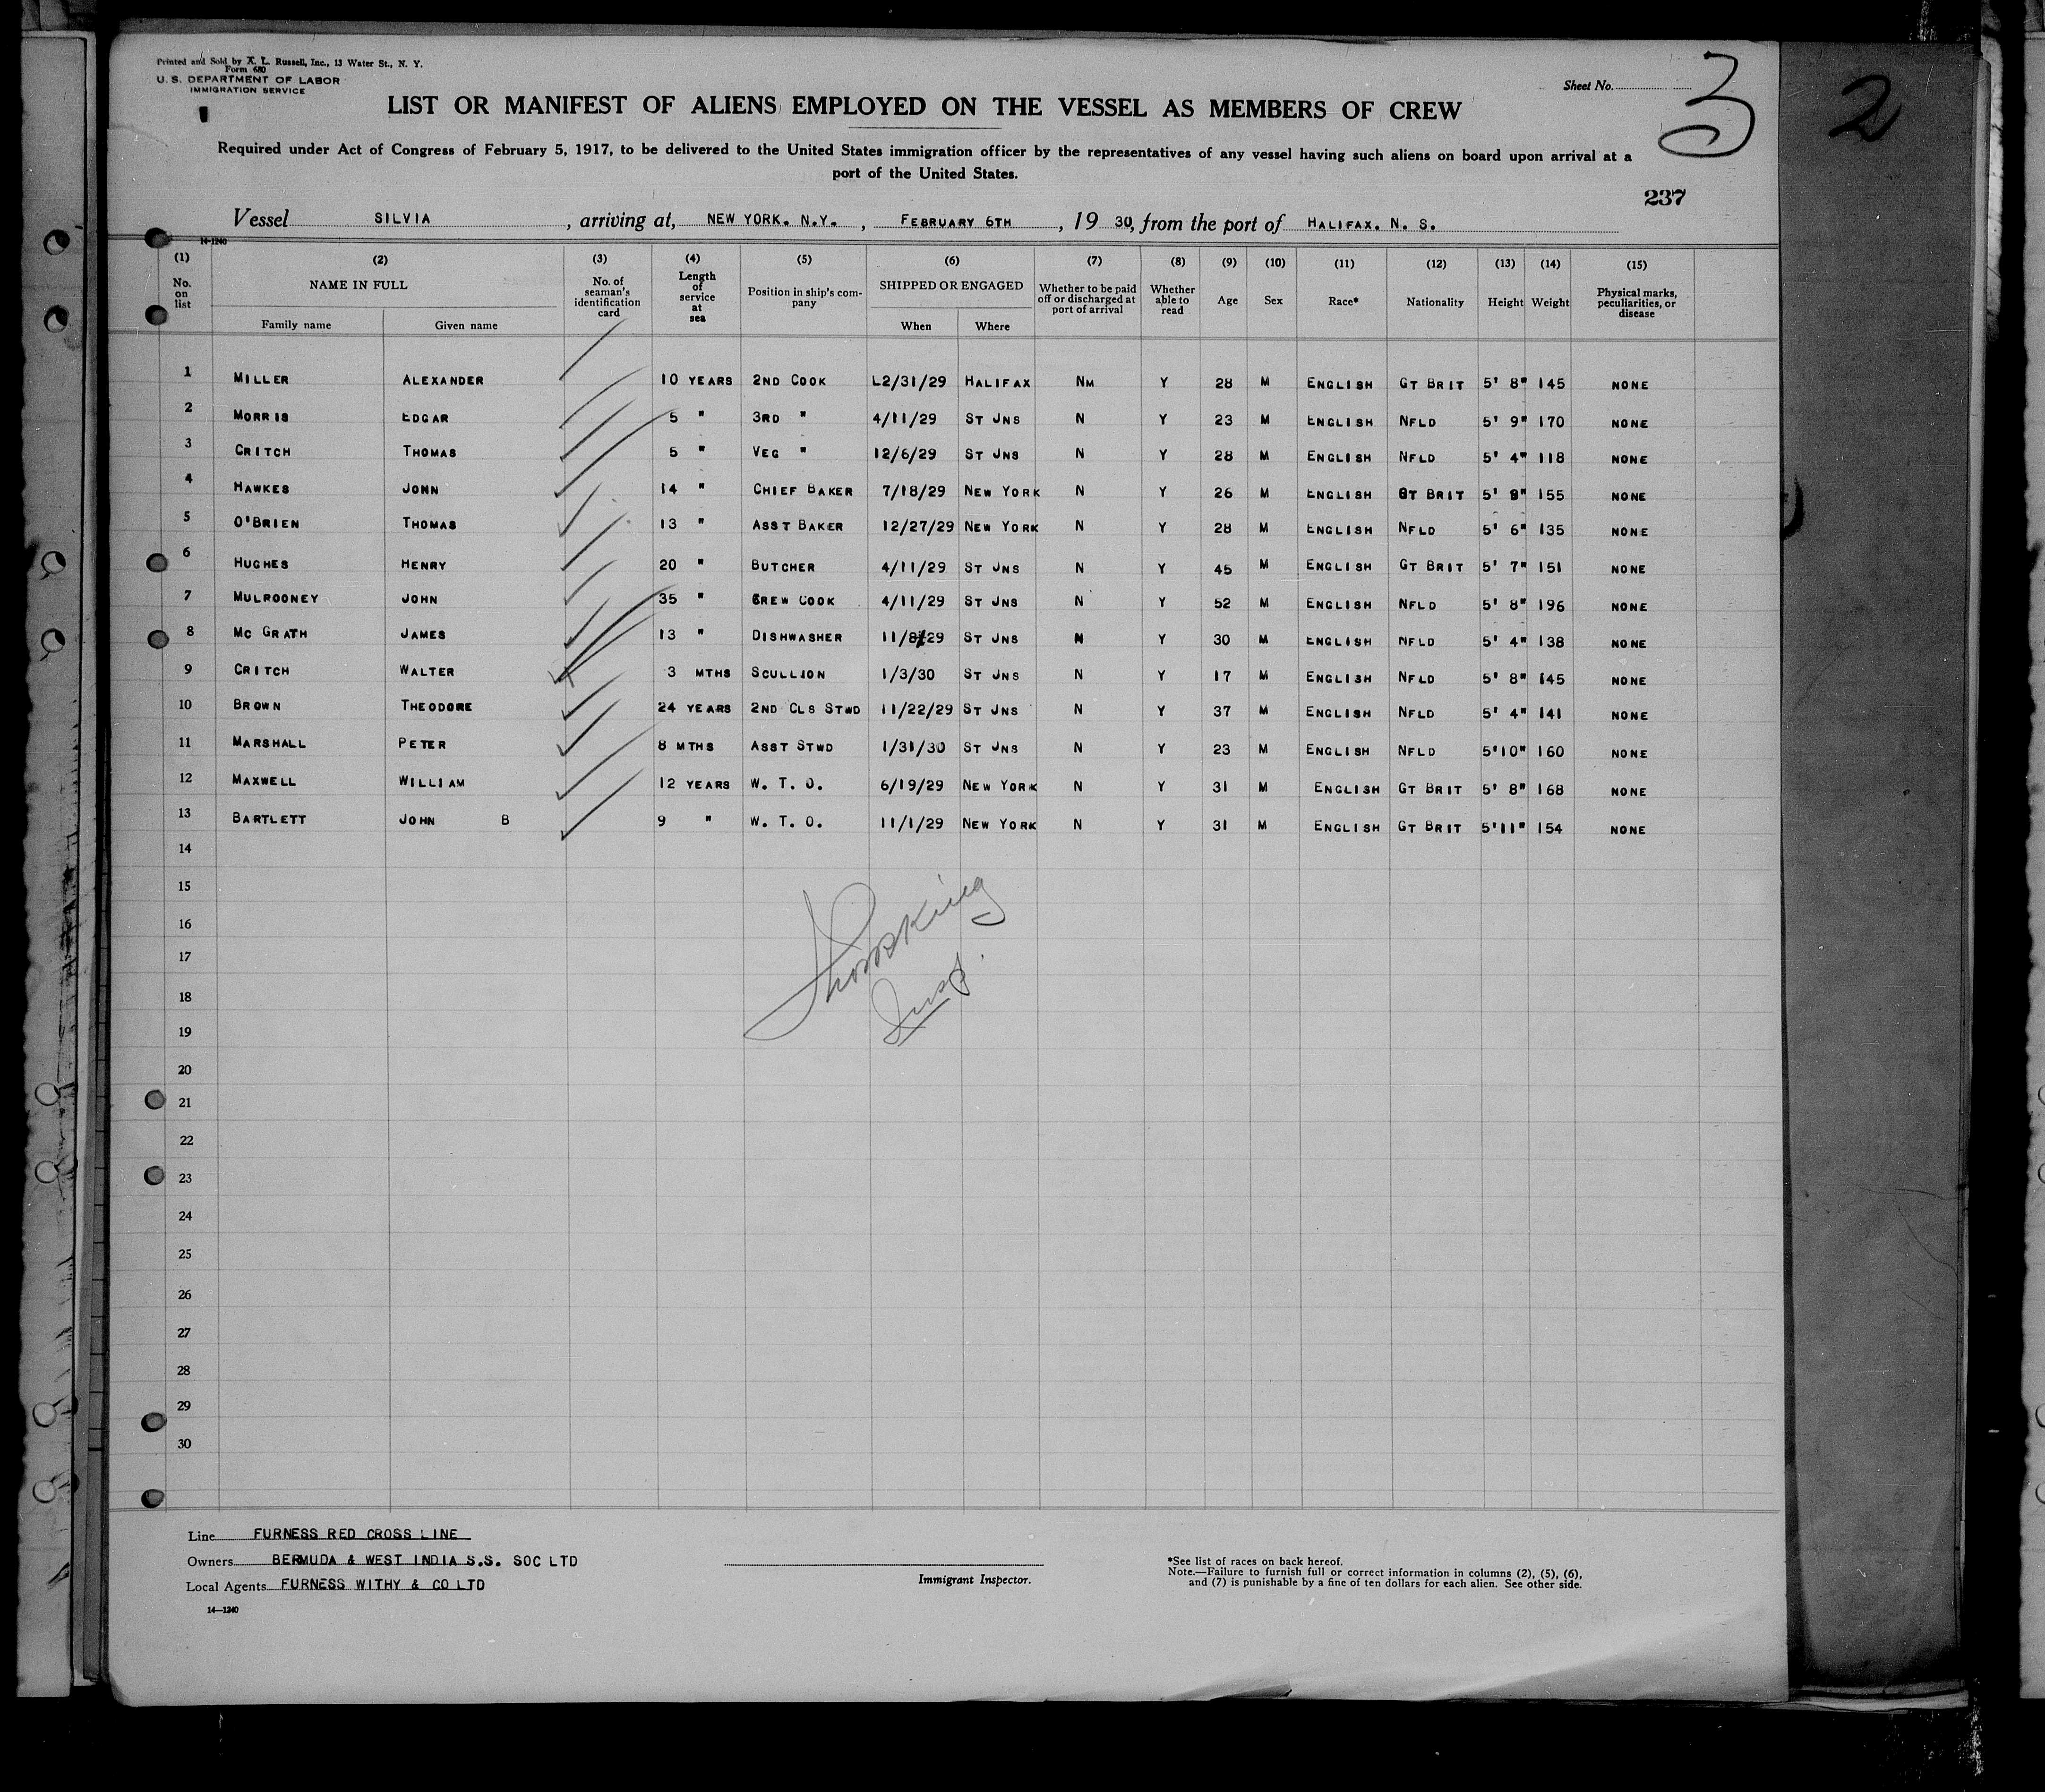 Printed and Sold by X. L. Russell, Inc., 13 Water St., N. Y.
Form 680
U. S. DEPARTMENT OF LABOR
IMMIGRATION SERVICE
Sheet No. 3
2
LIST OR MANIFEST OF ALIENS EMPLOYED ON THE VESSEL AS MEMBERS OF CREW
Required under Act of Congress of February 5, 1917, to be delivered to the United States immigration officer by the representatives of any vessel having such aliens on board upon arrival at a
port of the United States.
237
Vessel SILVIA, arriving at, NEW YORK. N.Y., FEBRUARY 6TH, 19 30, from the port of HALIFAX. N. S.
14-1240
(1) (2) (3) (4) (5) (6) (7) (8) (9) (10) (11) (12) (13) (14) (15)
No. on list NAME IN FULL Family name Given name No. of seaman's identification card Length of service at sea Position in ship's company SHIPPED OR ENGAGED When Where Whether to be paid off or discharged at port of arrival Whether able to read Age Sex Race* Nationality Height Weight Physical marks, peculiarities, or disease
1 MILLER ALEXANDER 10 YEARS 2ND COOK L2/31/29 HALIFAX NM Y 28 M ENGLISH GT BRIT 5' 8" 145 NONE
2 MORRIS EDGAR 5 " 3RD " 4/11/29 ST JNS N Y 23 M ENGLISH NFLD 5' 9" 170 NONE
3 CRITCH THOMAS 5 " VEG " 12/6/29 ST JNS N Y 28 M ENGLISH NFLD 5' 4" 118 NONE
4 HAWKES JOHN 14 " CHIEF BAKER 7/18/29 NEW YORK N Y 26 M ENGLISH GT BRIT 5' 8" 155 NONE
5 O'BRIEN THOMAS 13 " ASST BAKER 12/27/29 NEW YORK N Y 28 M ENGLISH NFLD 5' 6" 135 NONE
6 HUGHES HENRY 20 " BUTCHER 4/11/29 ST JNS N Y 45 M ENGLISH GT BRIT 5' 7" 151 NONE
7 MULROONEY JOHN 35 " CREW COOK 4/11/29 ST JNS N Y 52 M ENGLISH NFLD 5' 8" 196 NONE
8 MC GRATH JAMES 13 " DISHWASHER 11/8/29 ST JNS N Y 30 M ENGLISH NFLD 5' 4" 138 NONE
9 CRITCH WALTER 3 MTHS SCULLION 1/3/30 ST JNS N Y 17 M ENGLISH NFLD 5' 8" 145 NONE
10 BROWN THEODORE 24 YEARS 2ND CLS STWD 11/22/29 ST JNS N Y 37 M ENGLISH NFLD 5' 4" 141 NONE
11 MARSHALL PETER 8 MTHS ASST STWD 1/31/30 ST JNS N Y 23 M ENGLISH NFLD 5'10" 160 NONE
12 MAXWELL WILLIAM 12 YEARS W. T. O. 6/19/29 NEW YORK N Y 31 M ENGLISH GT BRIT 5' 8" 168 NONE
13 BARTLETT JOHN B 9 " W. T. O. 11/1/29 NEW YORK N Y 31 M ENGLISH GT BRIT 5'11" 154 NONE
14
15
16
17
18
19
20
21
22
23
24
25
26
27
28
29
30
Insp.
Line FURNESS RED CROSS LINE
Owners BERMUDA & WEST INDIA S.S. SOC LTD
Local Agents FURNESS WITHY & CO LTD
14—1240
Immigrant Inspector.
*See list of races on back hereof.
Note.—Failure to furnish full or correct information in columns (2), (5), (6),
and (7) is punishable by a fine of ten dollars for each alien. See other side.